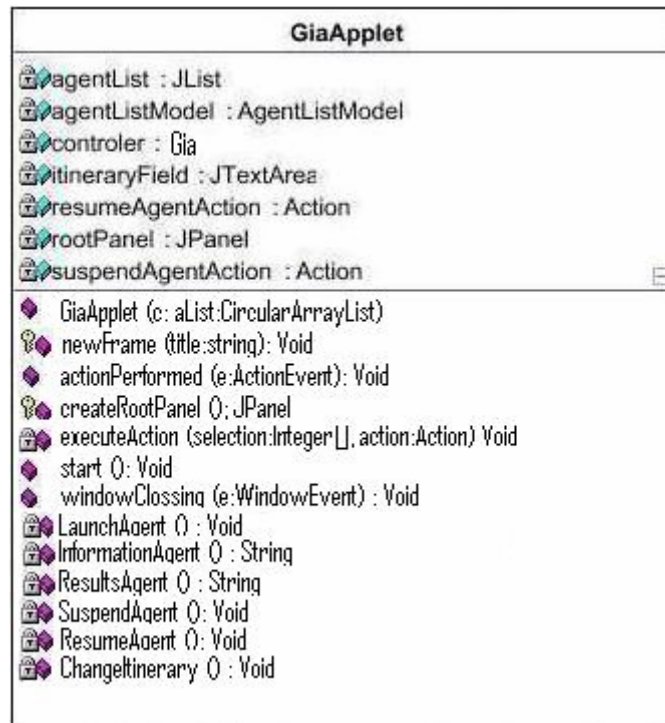 GiaApplet
agentList : JList
agentListModel : AgentListModel
controler : Gia
itineraryField : JTextArea
resumeAgentAction : Action
rootPanel : JPanel
suspendAgentAction : Action
GiaApplet (c: aList:CircularArrayList)
newFrame (title:string): Void
actionPerformed (e:ActionEvent): Void
createRootPanel (); JPanel
executeAction (selection:Integer[], action:Action) Void
start (): Void
windowClossing (e:WindowEvent) : Void
LaunchAgent () : Void
InformationAgent () : String
ResultsAgent () : String
SuspendAgent (): Void
ResumeAgent (): Void
ChangeItinerary () : Void